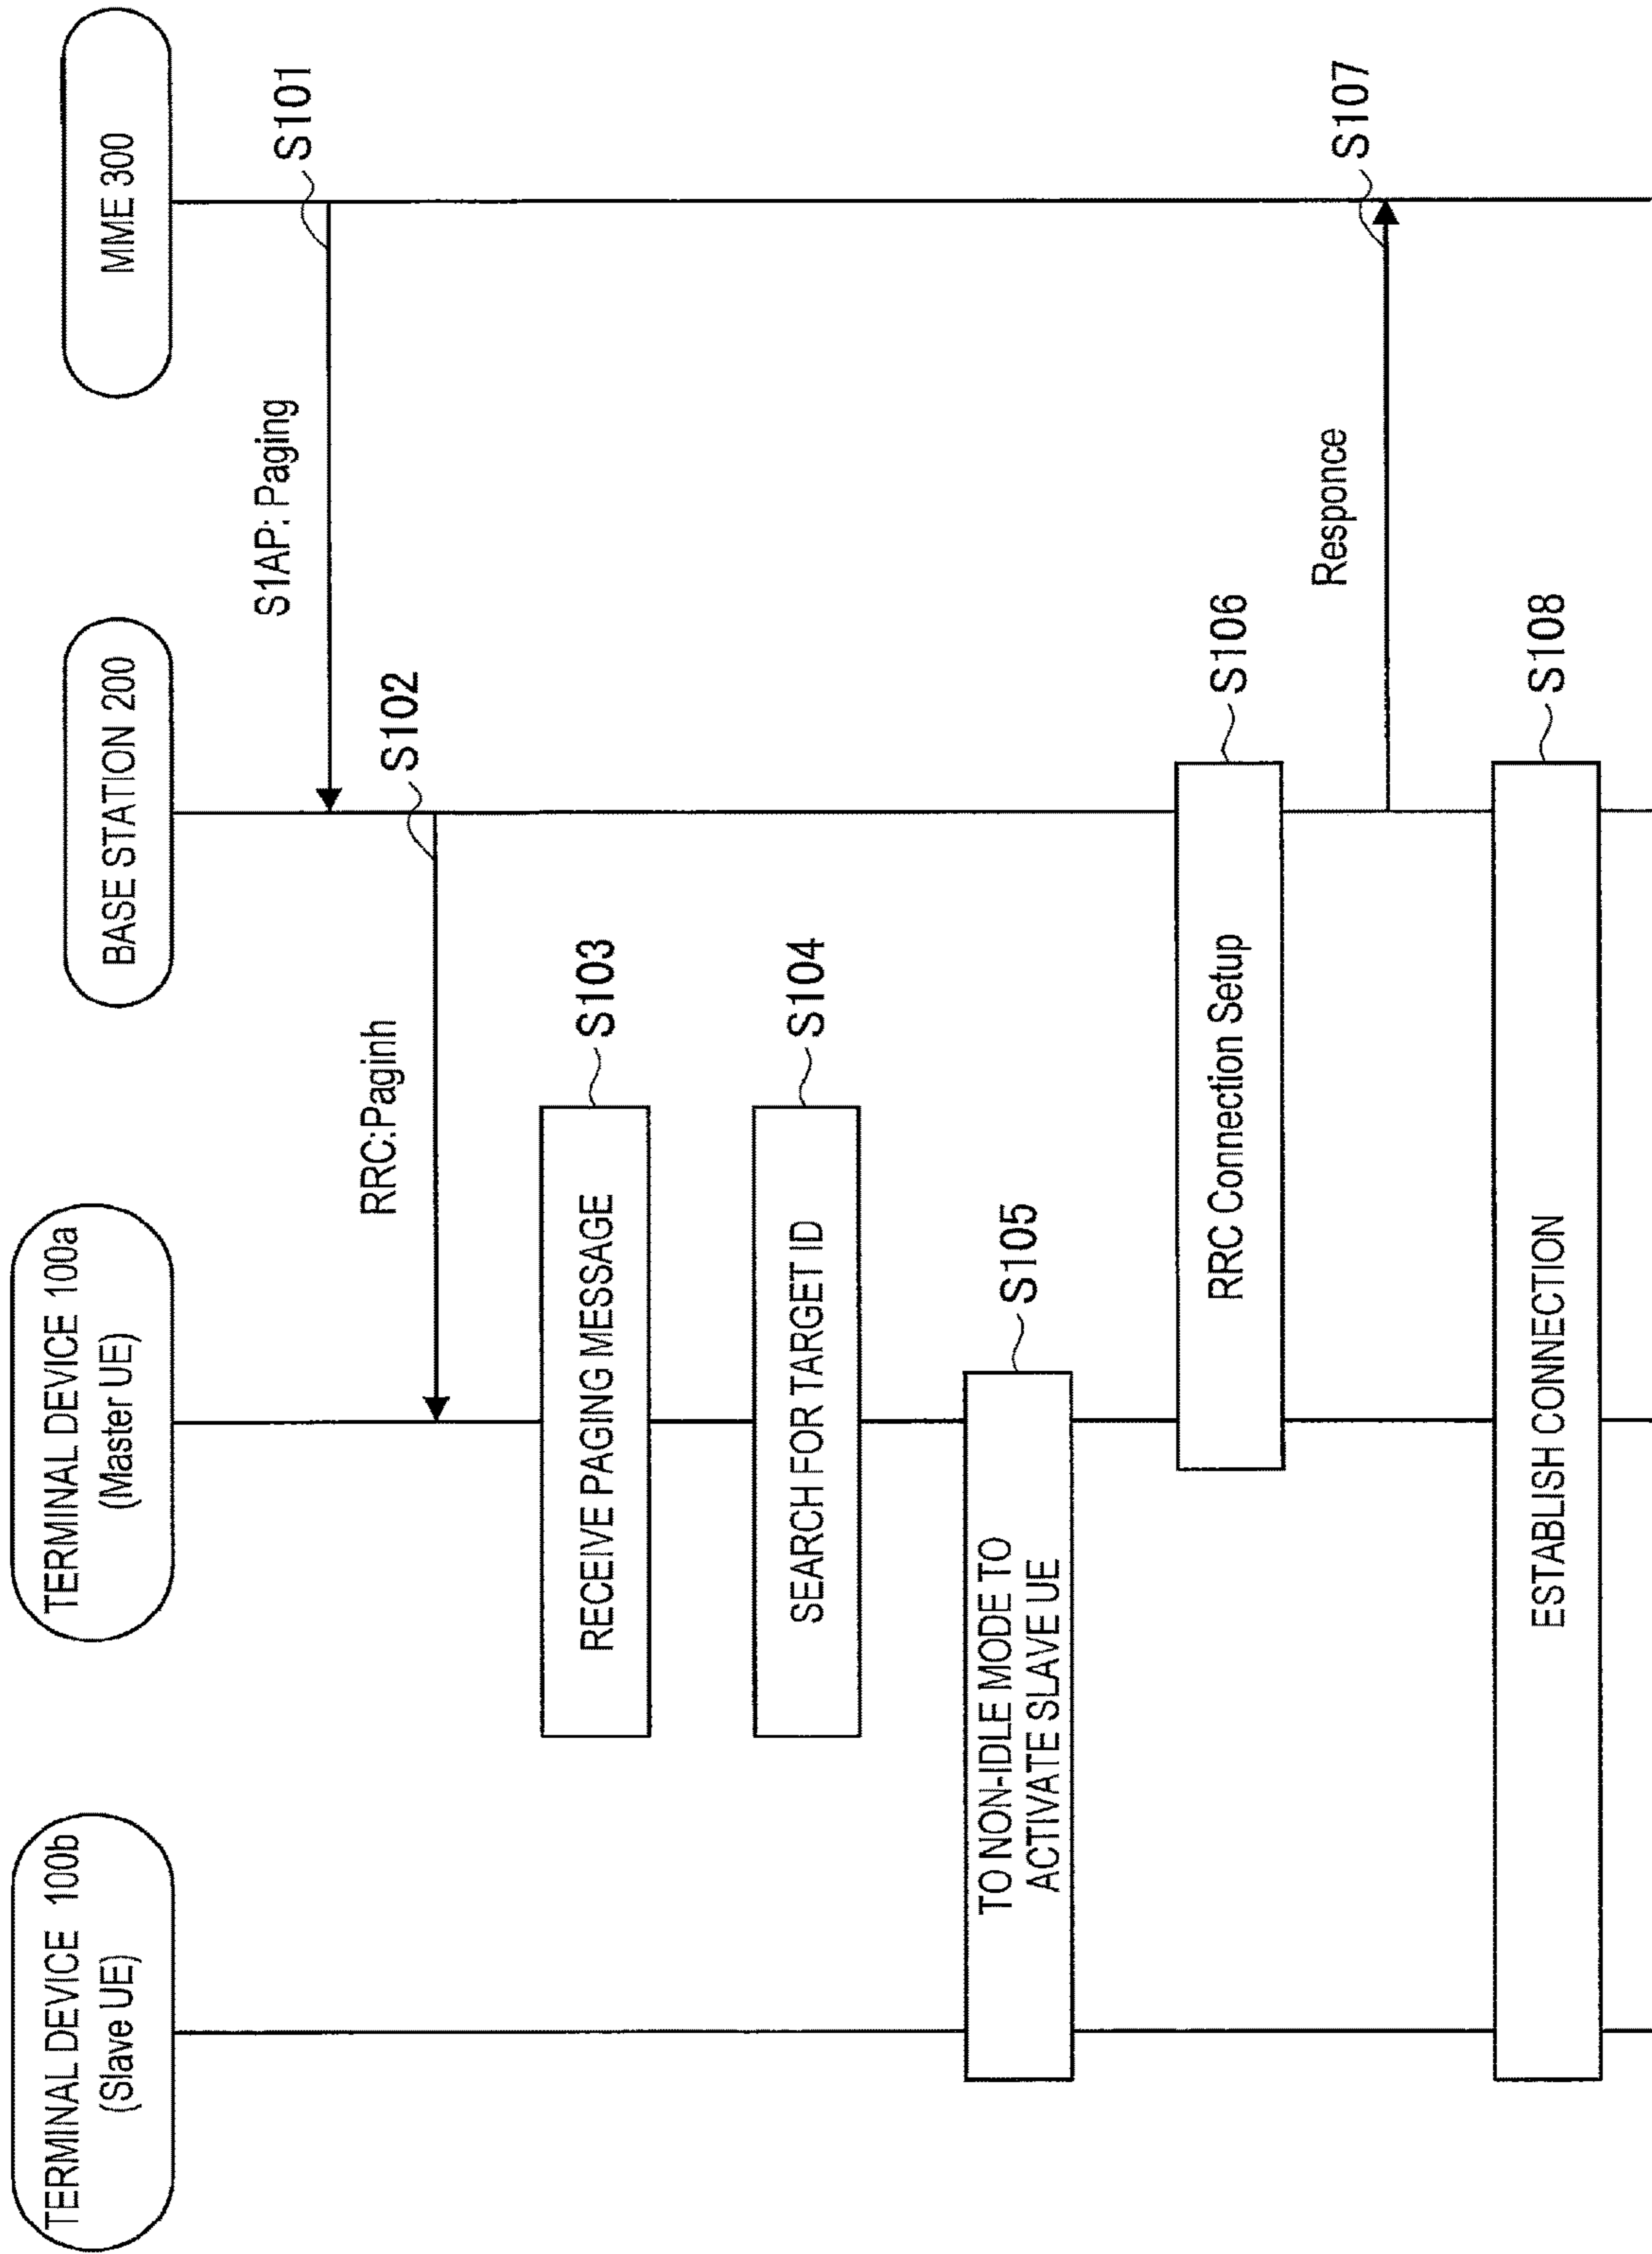 TERMINAL DEVICE 100b
(Slave UE)
TERMINAL DEVICE 100a
(Master UE)
BASE STATION 200
MME 300
S1AP: Paging
S101
RRC:Paginh
S102
RECEIVE PAGING MESSAGE
S103
SEARCH FOR TARGET ID
S104
TO NON-IDLE MODE TO
ACTIVATE SLAVE UE
S105
RRC Connection Setup
S106
Responce
S107
ESTABLISH CONNECTION
S108